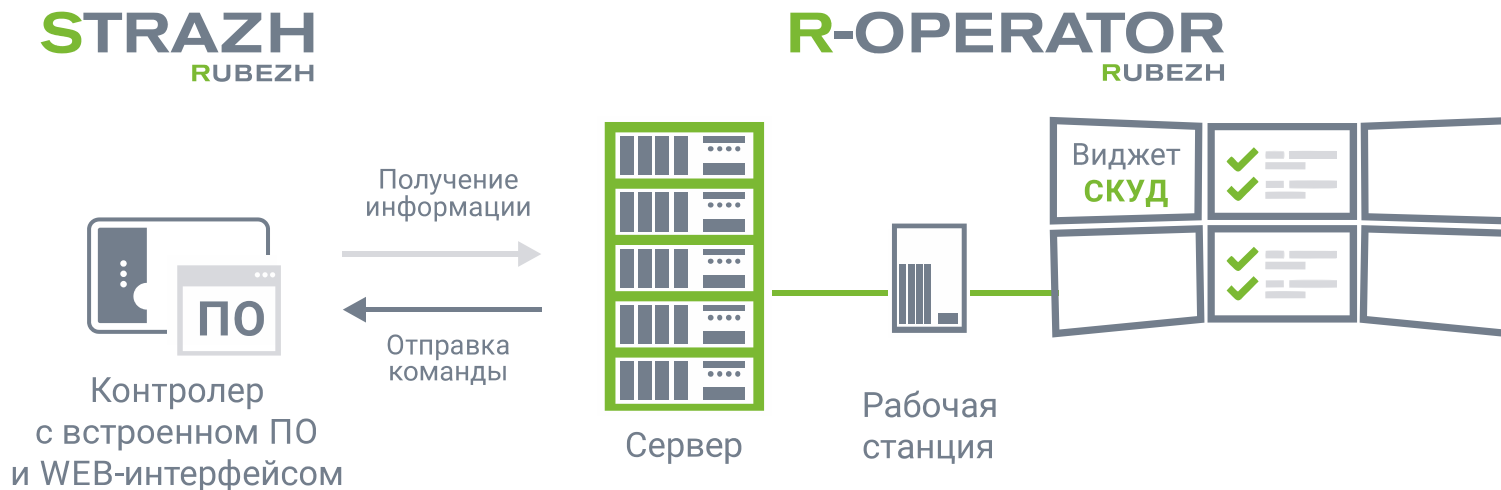 STRAZH
RUBEZH
R-OPERATOR
RUBEZH
Получение
информации
Отправка
команды
ПО
Контролер
с встроенном ПО
и WEB-интерфейсом
Сервер
Рабочая
станция
Виджет
СКУД